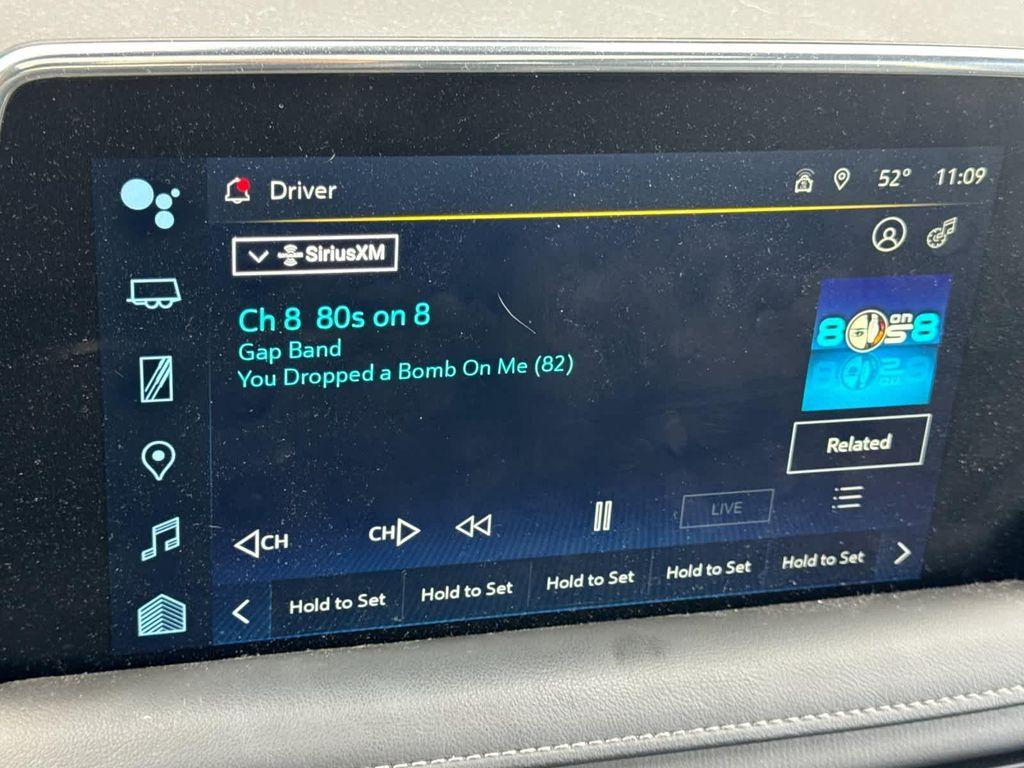 Driver
52° 11:09
SiriusXM
Ch 8 80s on 8
Gap Band
You Dropped a Bomb On Me (82)
80s on 8
Related
CH
CH
LIVE
Hold to Set
Hold to Set
Hold to Set
Hold to Set
Hold to Set